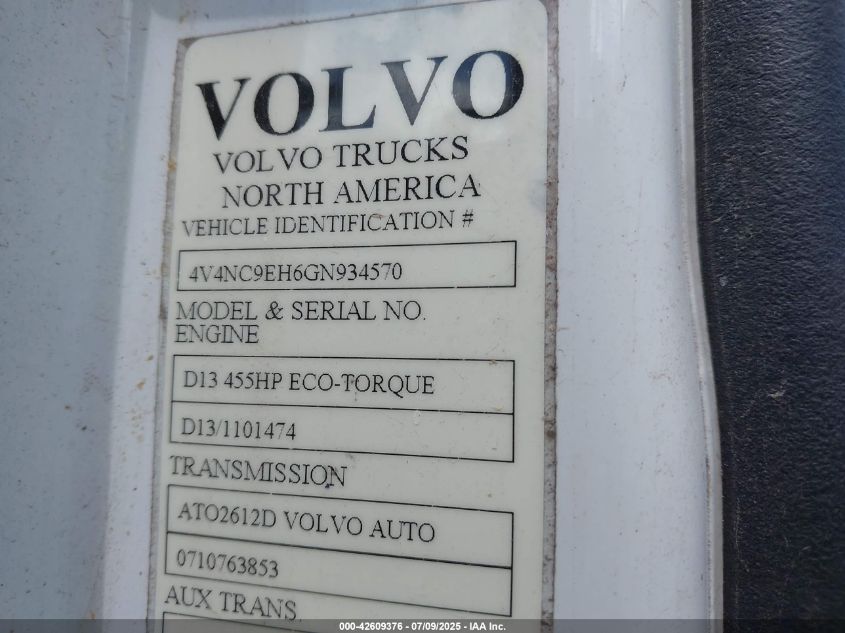 VOLVO
VOLVO TRUCKS
NORTH AMERICA
VEHICLE IDENTIFICATION #
4V4NC9EH6GN934570
MODEL & SERIAL NO.
ENGINE
D13 455HP ECO-TORQUE
D13/1101474
TRANSMISSION
ATO2612D VOLVO AUTO
0710763853
AUX TRANS.
000-42609376 - 07/09/2025 - IAA Inc.